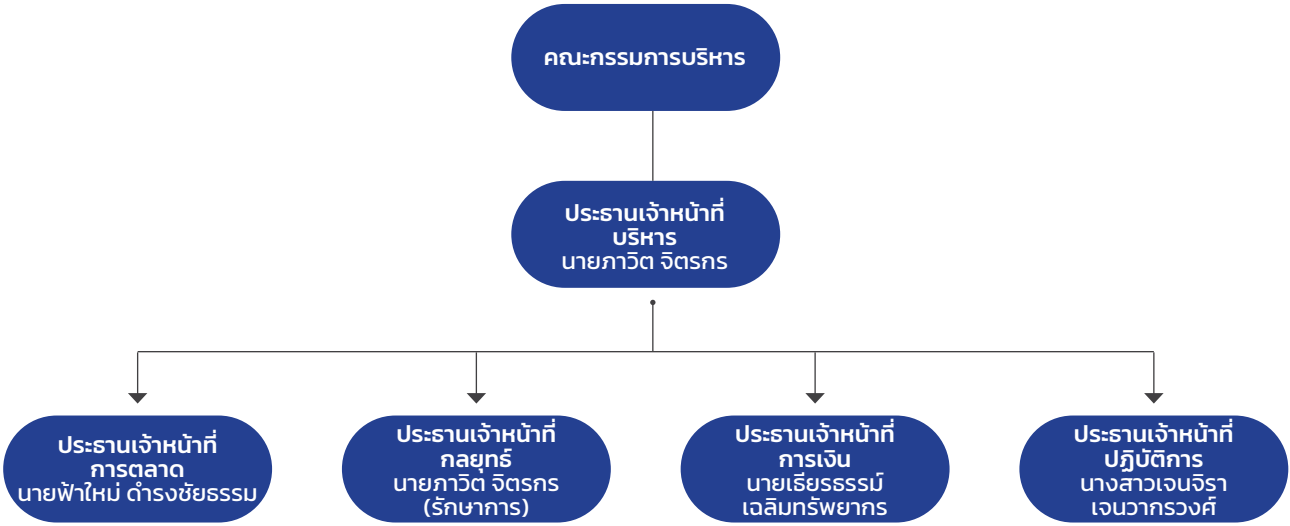 คณะกรรมการบริหาร
ประธานเจ้าหน้าที่
บริหาร
นายภาวิต จิตรกร
ประธานเจ้าหน้าที่
การตลาด
นายฟ้าใหม่ ดำรงชัยธรรม
ประธานเจ้าหน้าที่
กลยุทธ์
นายภาวิต จิตรกร
(รักษาการ)
ประธานเจ้าหน้าที่
การเงิน
นายเธียรธรรม์
เฉลิมทรัพยากร
ประธานเจ้าหน้าที่
ปฏิบัติการ
นางสาวเจนจิรา
เจนวากรวงศ์